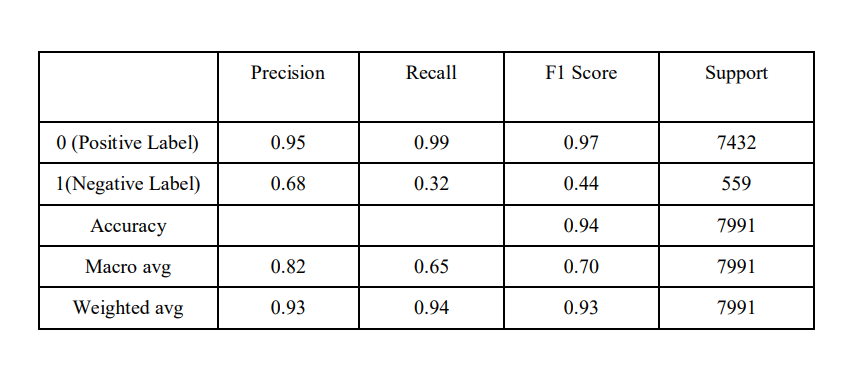 Precision Recall F1 Score Support
0 (Positive Label) 0.95 0.99 0.97 7432
1(Negative Label) 0.68 0.32 0.44 559
Accuracy 0.94 7991
Macro avg 0.82 0.65 0.70 7991
Weighted avg 0.93 0.94 0.93 7991